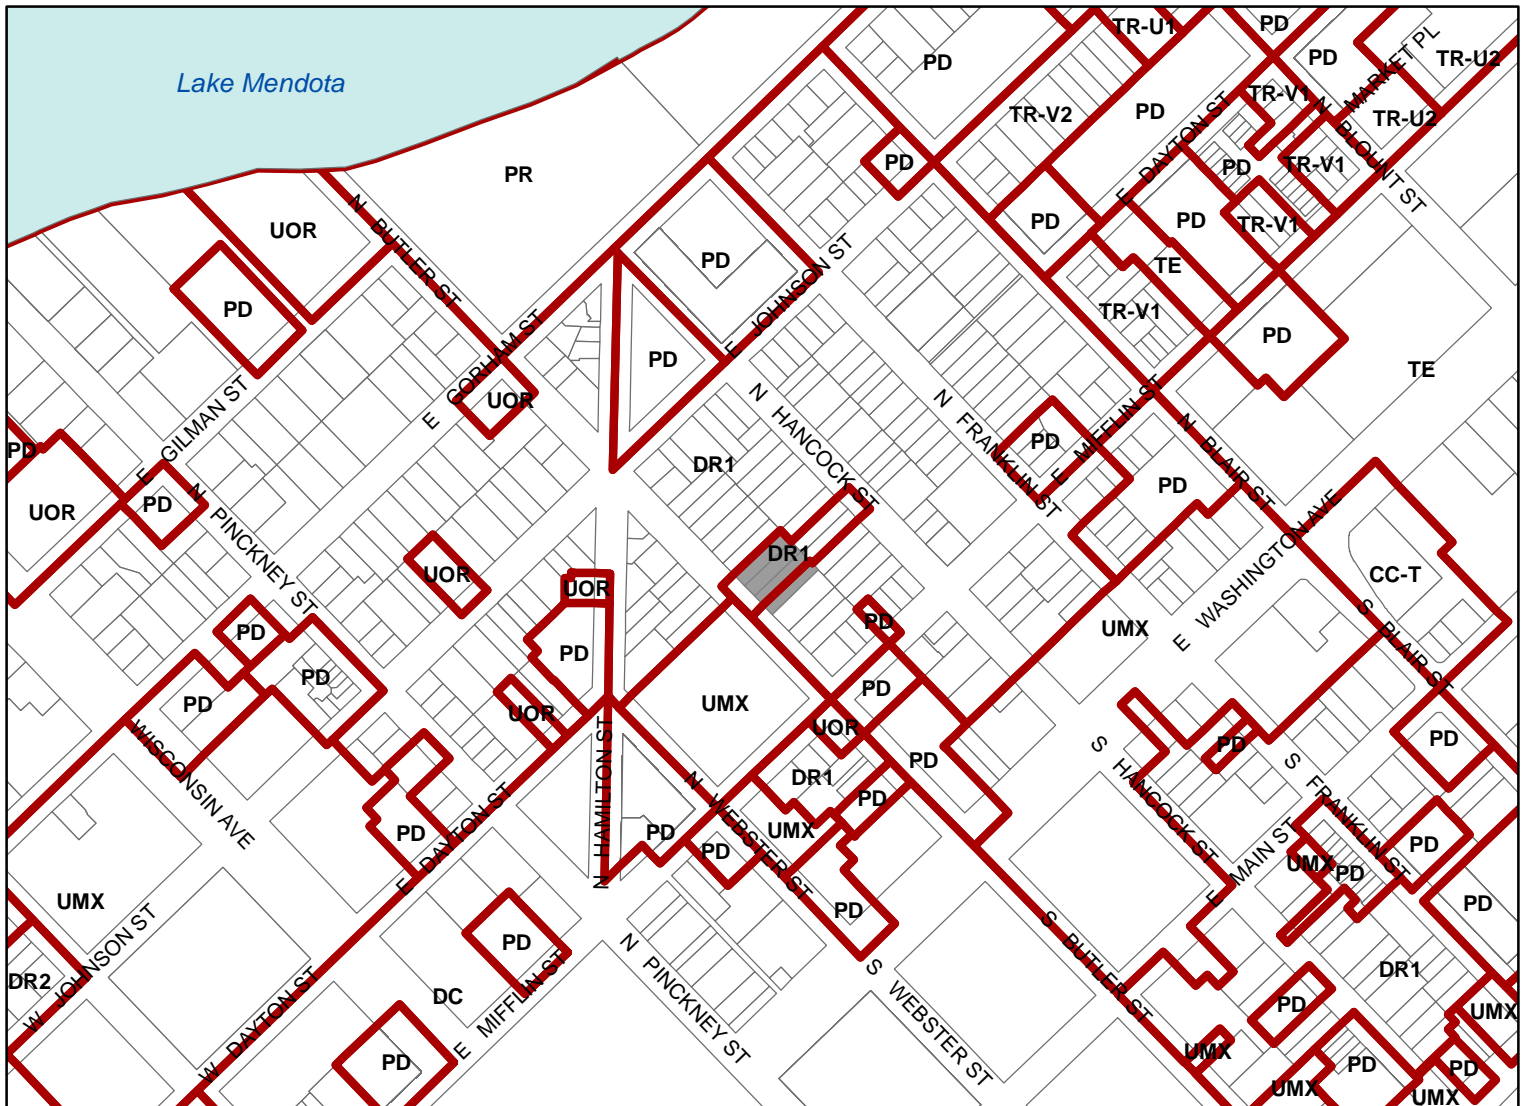 PD
TR-U1
PD
PD
MARKET PL
TR-U2
Lake Mendota
PD
TR-V1
TR-V2
PD
TR-U2
N BLOUNT ST
E DAYTON ST
PD
PD
TR-V1
PR
N BUTLER ST
UOR
PD
PD
TR-V1
PD
TE
E JOHNSON ST
PD
TR-V1
PD
PD
TE
E GORHAM ST
UOR
E GILMAN ST
N HANCOCK ST
N FRANKLIN ST
E MIFFLIN ST
PD
N BLAIR ST
PD
DR1
PD
UOR
PD
N PINCKNEY ST
E WASHINGTON AVE
DR1
UOR
UOR
CC-T
PD
PD
UMX
S BLAIR ST
PD
PD
PD
PD
UOR
UMX
UOR
N HAMILTON ST
WISCONSIN AVE
PD
PD
PD
DR1
S HANCOCK ST
S FRANKLIN ST
N WEBSTER ST
PD
PD
PD
UMX
PD
E DAYTON ST
PD
UMX
PD
E MAIN ST
UMX
PD
PD
S BUTLER ST
W JOHNSON ST
PD
N PINCKNEY ST
S WEBSTER ST
DR2
DC
E MIFFLIN ST
W DAYTON ST
DR1
PD
UMX
UMX
PD
PD
PD
UMX
UMX